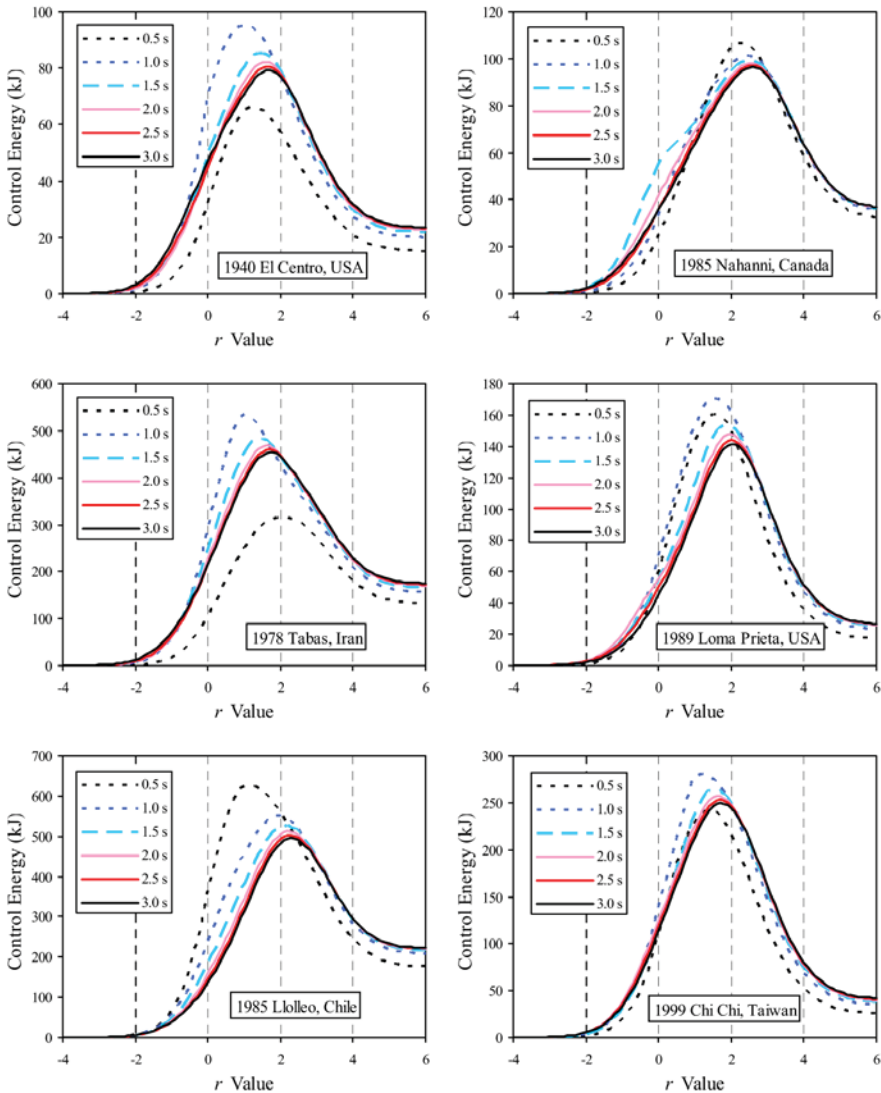 Control Energy (kJ)
100
80
60
40
20
0
0.5 s
1.0 s
1.5 s
2.0 s
2.5 s
3.0 s
1940 El Centro, USA
-4 -2 0 2 4 6
r Value
Control Energy (kJ)
120
100
80
60
40
20
0
0.5 s
1.0 s
1.5 s
2.0 s
2.5 s
3.0 s
1985 Nahanni, Canada
-4 -2 0 2 4 6
r Value
Control Energy (kJ)
600
500
400
300
200
100
0
0.5 s
1.0 s
1.5 s
2.0 s
2.5 s
3.0 s
1978 Tabas, Iran
-4 -2 0 2 4 6
r Value
Control Energy (kJ)
180
160
140
120
100
80
60
40
20
0
0.5 s
1.0 s
1.5 s
2.0 s
2.5 s
3.0 s
1989 Loma Prieta, USA
-4 -2 0 2 4 6
r Value
Control Energy (kJ)
700
600
500
400
300
200
100
0
0.5 s
1.0 s
1.5 s
2.0 s
2.5 s
3.0 s
1985 Llolleo, Chile
-4 -2 0 2 4 6
r Value
Control Energy (kJ)
300
250
200
150
100
50
0
0.5 s
1.0 s
1.5 s
2.0 s
2.5 s
3.0 s
1999 Chi Chi, Taiwan
-4 -2 0 2 4 6
r Value